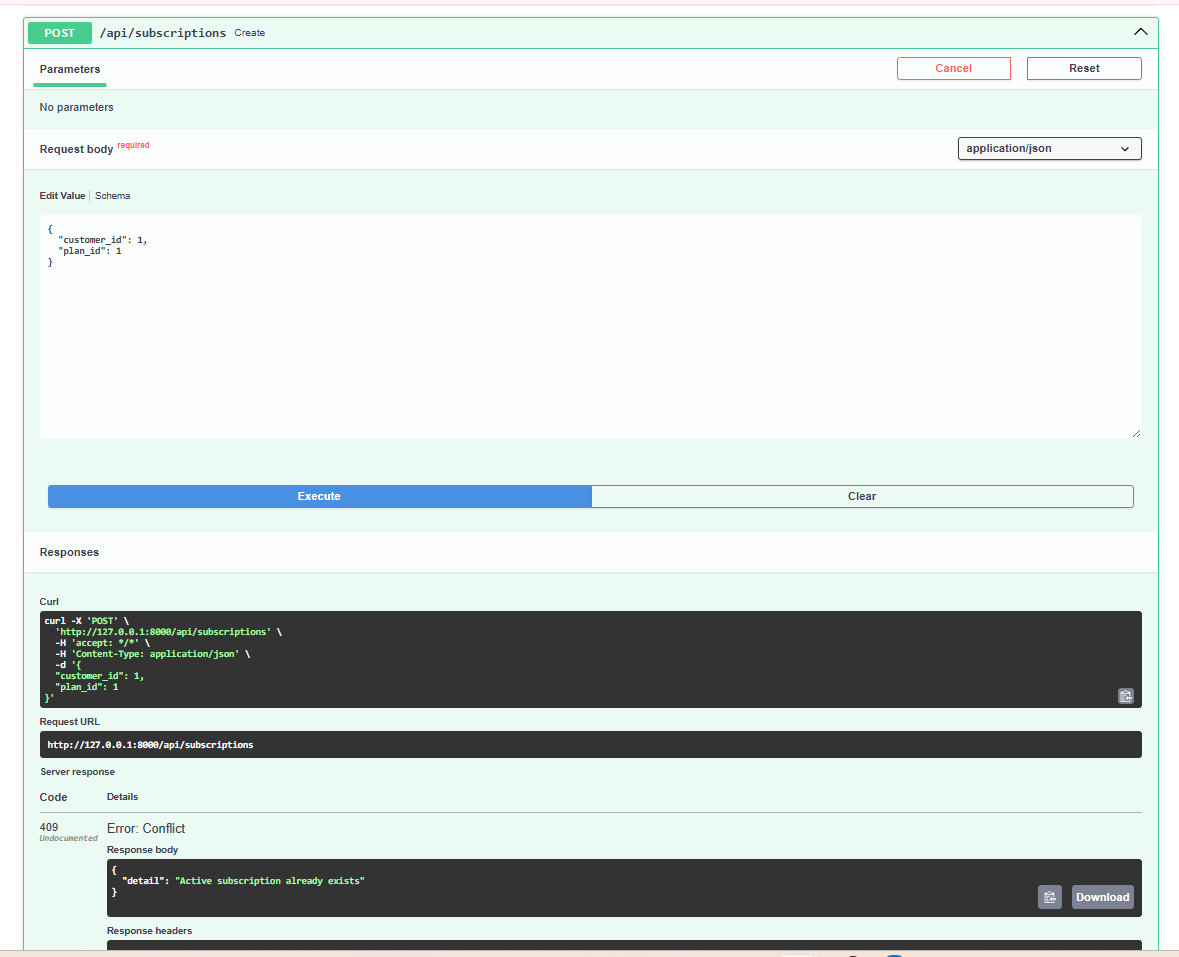 POST /api/subscriptions Create
Parameters
Cancel
Reset
No parameters
Request body required
application/json
Edit Value Schema
{
  "customer_id": 1,
  "plan_id": 1
}
Execute
Clear
Responses
Curl
curl -X 'POST' \
  'http://127.0.0.1:8000/api/subscriptions' \
  -H 'accept: */*' \
  -H 'Content-Type: application/json' \
  -d '{
  "customer_id": 1,
  "plan_id": 1
}'
Request URL
http://127.0.0.1:8000/api/subscriptions
Server response
Code Details
409 Error: Conflict
Undocumented
Response body
{
  "detail": "Active subscription already exists"
}
Download
Response headers